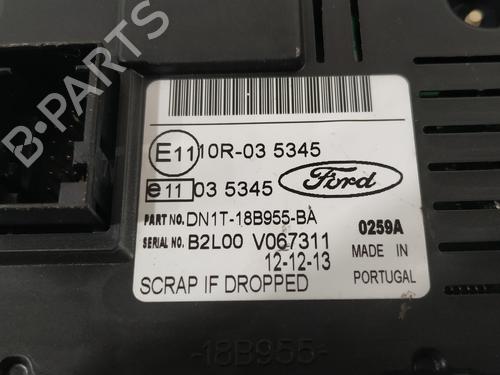 E11 10R-03 5345
e11 03 5345
Ford
PART NO. DN1T-18B955-BA
SERIAL NO. B2L00 V067311
0259A
12-12-13
MADE IN
PORTUGAL
SCRAP IF DROPPED
-18B955-